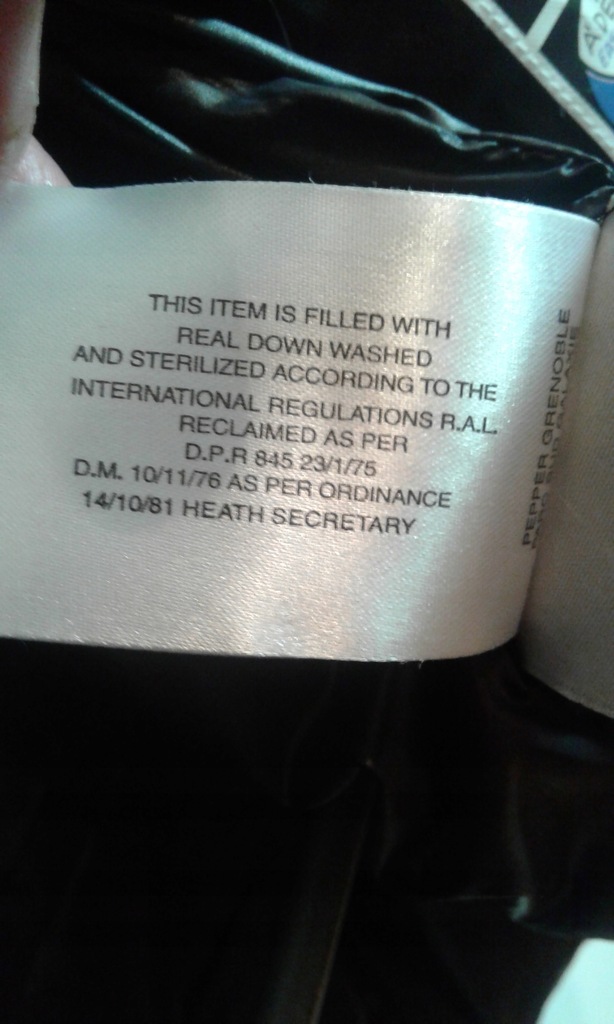 THIS ITEM IS FILLED WITH
REAL DOWN WASHED
AND STERILIZED ACCORDING TO THE
INTERNATIONAL REGULATIONS R.A.L.
RECLAIMED AS PER
D.P.R 845 23/1/75
D.M. 10/11/76 AS PER ORDINANCE
14/10/81 HEATH SECRETARY
PEPPER GRENOBLE